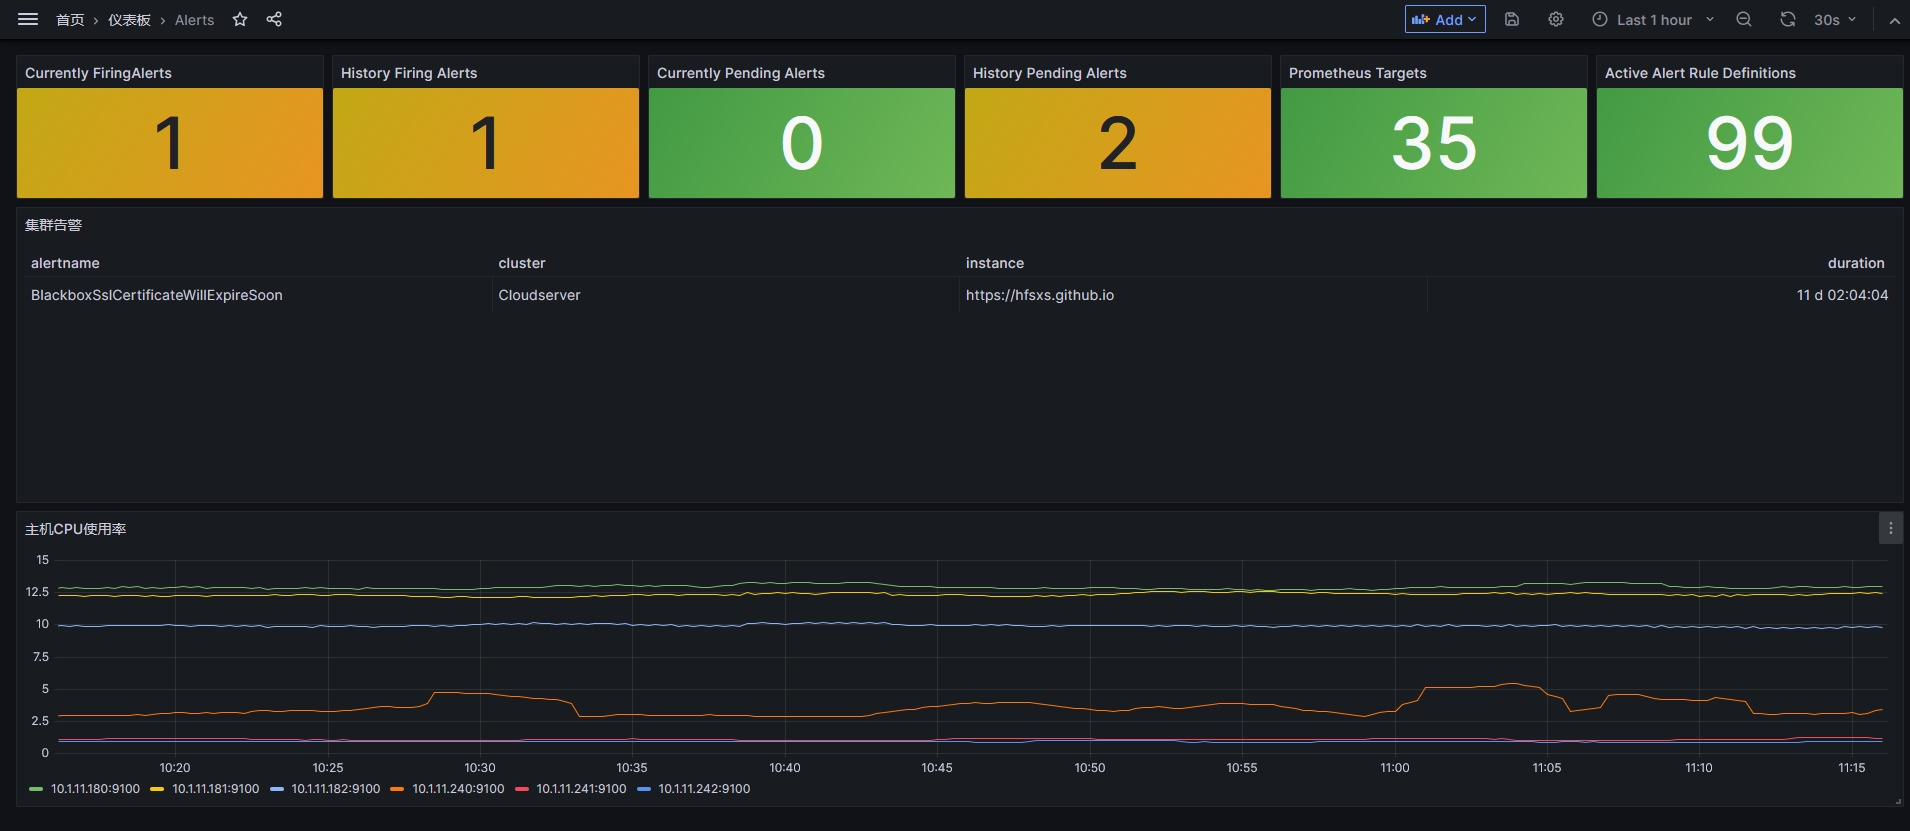 首页 › 仪表板 › Alerts Add Last 1 hour 30s
Currently FiringAlerts History Firing Alerts Currently Pending Alerts History Pending Alerts Prometheus Targets Active Alert Rule Definitions
1 1 0 2 35 99
集群告警
alertname cluster instance duration
BlackboxSslCertificateWillExpireSoon Cloudserver https://hfsxs.github.io 11 d 02:04:04
主机CPU使用率
15
12.5
10
7.5
5
2.5
0
10:20 10:25 10:30 10:35 10:40 10:45 10:50 10:55 11:00 11:05 11:10 11:15
10.1.11.180:9100 10.1.11.181:9100 10.1.11.182:9100 10.1.11.240:9100 10.1.11.241:9100 10.1.11.242:9100